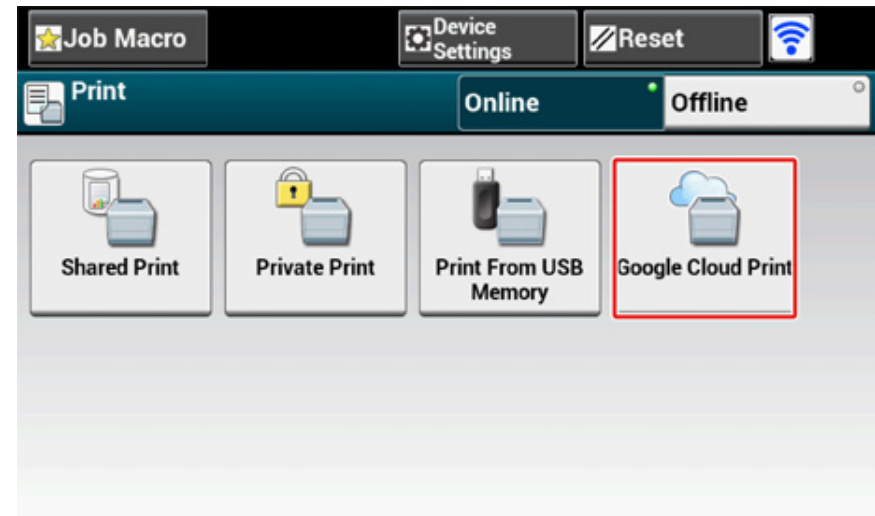 Job Macro
Device
Settings
Reset
Print
Online
Offline
Shared Print
Private Print
Print From USB
Memory
Google Cloud Print